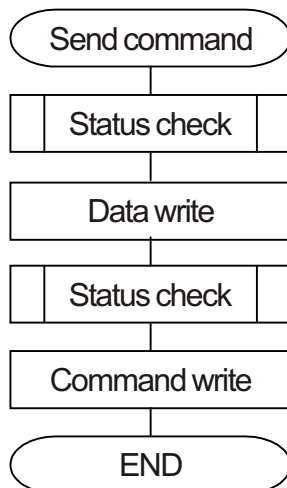 Send command
Status check
Data write
Status check
Command write
END